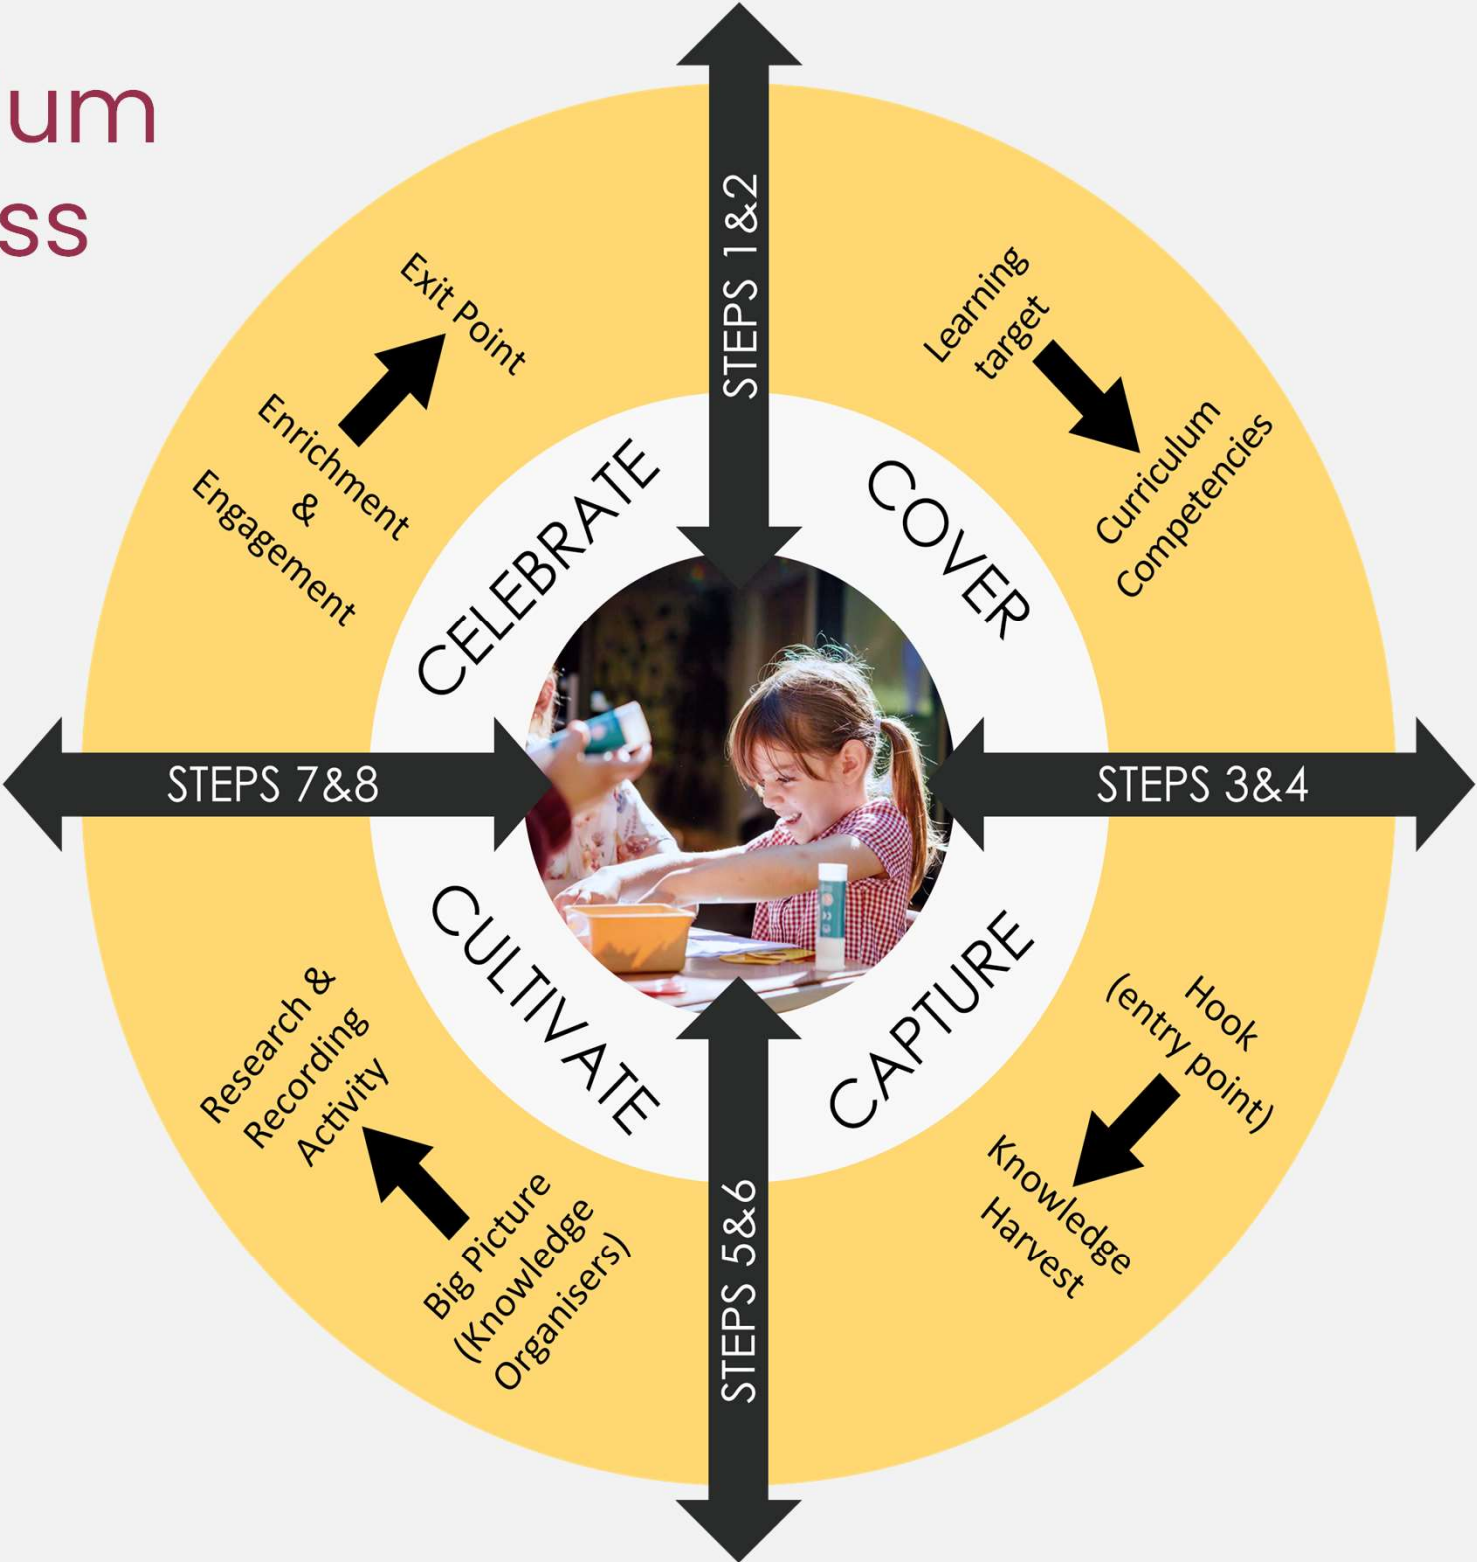 um
ss
STEPS 1&2
Learning
target
Curriculum
Competencies
COVER
STEPS 3&4
Hook
(entry point)
Knowledge
Harvest
CAPTURE
STEPS 5&6
Big Picture
(Knowledge
Organisers)
Research &
Recording
Activity
CULTIVATE
STEPS 7&8
Enrichment
&
Engagement
Exit Point
CELEBRATE